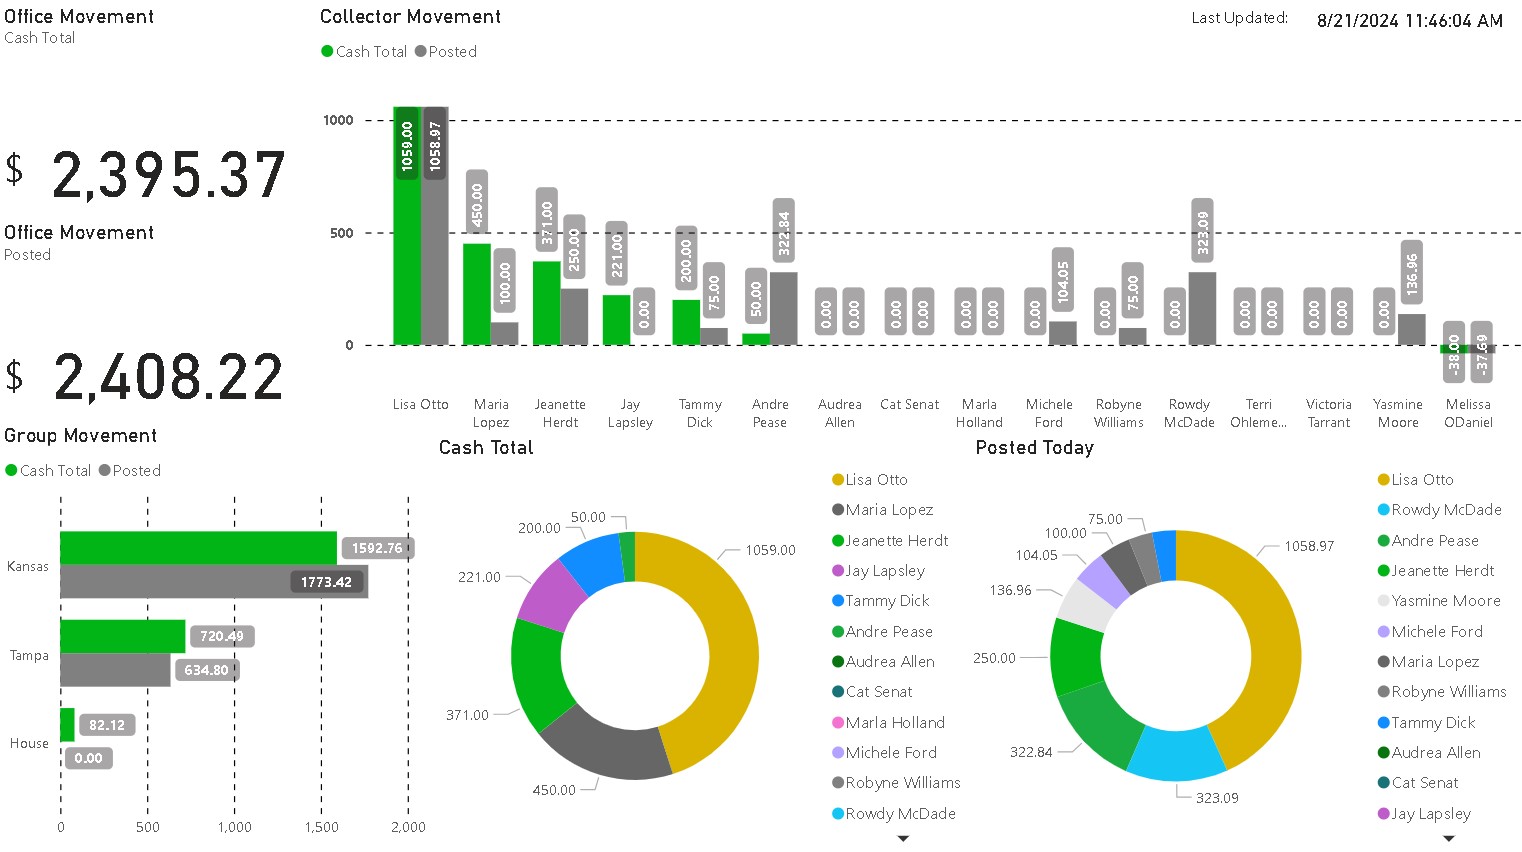 Office Movement
Cash Total
$ 2,395.37
Office Movement
Posted
$ 2,408.22
Collector Movement
Cash Total Posted
Last Updated: 8/21/2024 11:46:04 AM
1000
500
0
1059.00
1058.97
450.00
100.00
371.00
250.00
221.00
0.00
200.00
75.00
50.00
322.84
0.00
0.00
0.00
0.00
0.00
0.00
0.00
104.05
0.00
75.00
0.00
323.09
0.00
0.00
0.00
0.00
0.00
136.96
-38.00
-37.69
Lisa Otto
Maria
Lopez
Jeanette
Herdt
Jay
Lapsley
Tammy
Dick
Andre
Pease
Audrea
Allen
Cat Senat
Marla
Holland
Michele
Ford
Robyne
Williams
Rowdy
McDade
Terri
Ohleme...
Victoria
Tarrant
Yasmine
Moore
Melissa
ODaniel
Group Movement
Cash Total Posted
Kansas
1592.76
1773.42
Tampa
720.49
634.80
House
82.12
0.00
0 500 1,000 1,500 2,000
Cash Total
50.00
200.00
221.00
371.00
450.00
1059.00
Lisa Otto
Maria Lopez
Jeanette Herdt
Jay Lapsley
Tammy Dick
Andre Pease
Audrea Allen
Cat Senat
Marla Holland
Michele Ford
Robyne Williams
Rowdy McDade
Posted Today
75.00
100.00
104.05
136.96
250.00
322.84
323.09
1058.97
Lisa Otto
Rowdy McDade
Andre Pease
Jeanette Herdt
Yasmine Moore
Michele Ford
Maria Lopez
Robyne Williams
Tammy Dick
Audrea Allen
Cat Senat
Jay Lapsley